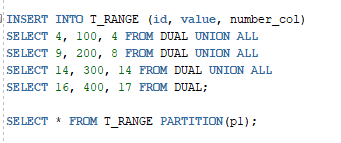 INSERT INTO T_RANGE (id, value, number_col)
SELECT 4, 100, 4 FROM DUAL UNION ALL
SELECT 9, 200, 8 FROM DUAL UNION ALL
SELECT 14, 300, 14 FROM DUAL UNION ALL
SELECT 16, 400, 17 FROM DUAL;
SELECT * FROM T_RANGE PARTITION(p1);